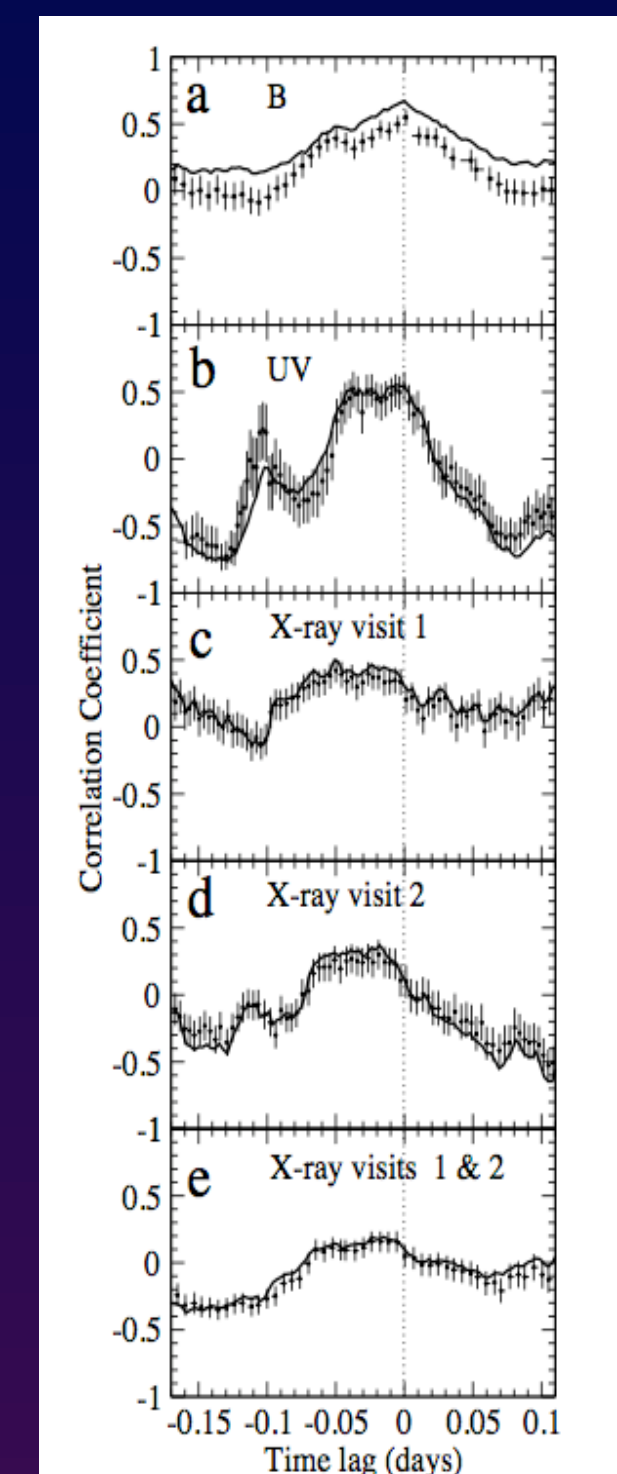 a B
1
0.5
0
-0.5
-1
b UV
0.5
0
-0.5
-1
c X-ray visit 1
0.5
0
-0.5
-1
d X-ray visit 2
0.5
0
-0.5
-1
e X-ray visits 1 & 2
0.5
0
-0.5
-1
Correlation Coefficient
-0.15 -0.1 -0.05 0 0.05 0.1
Time lag (days)